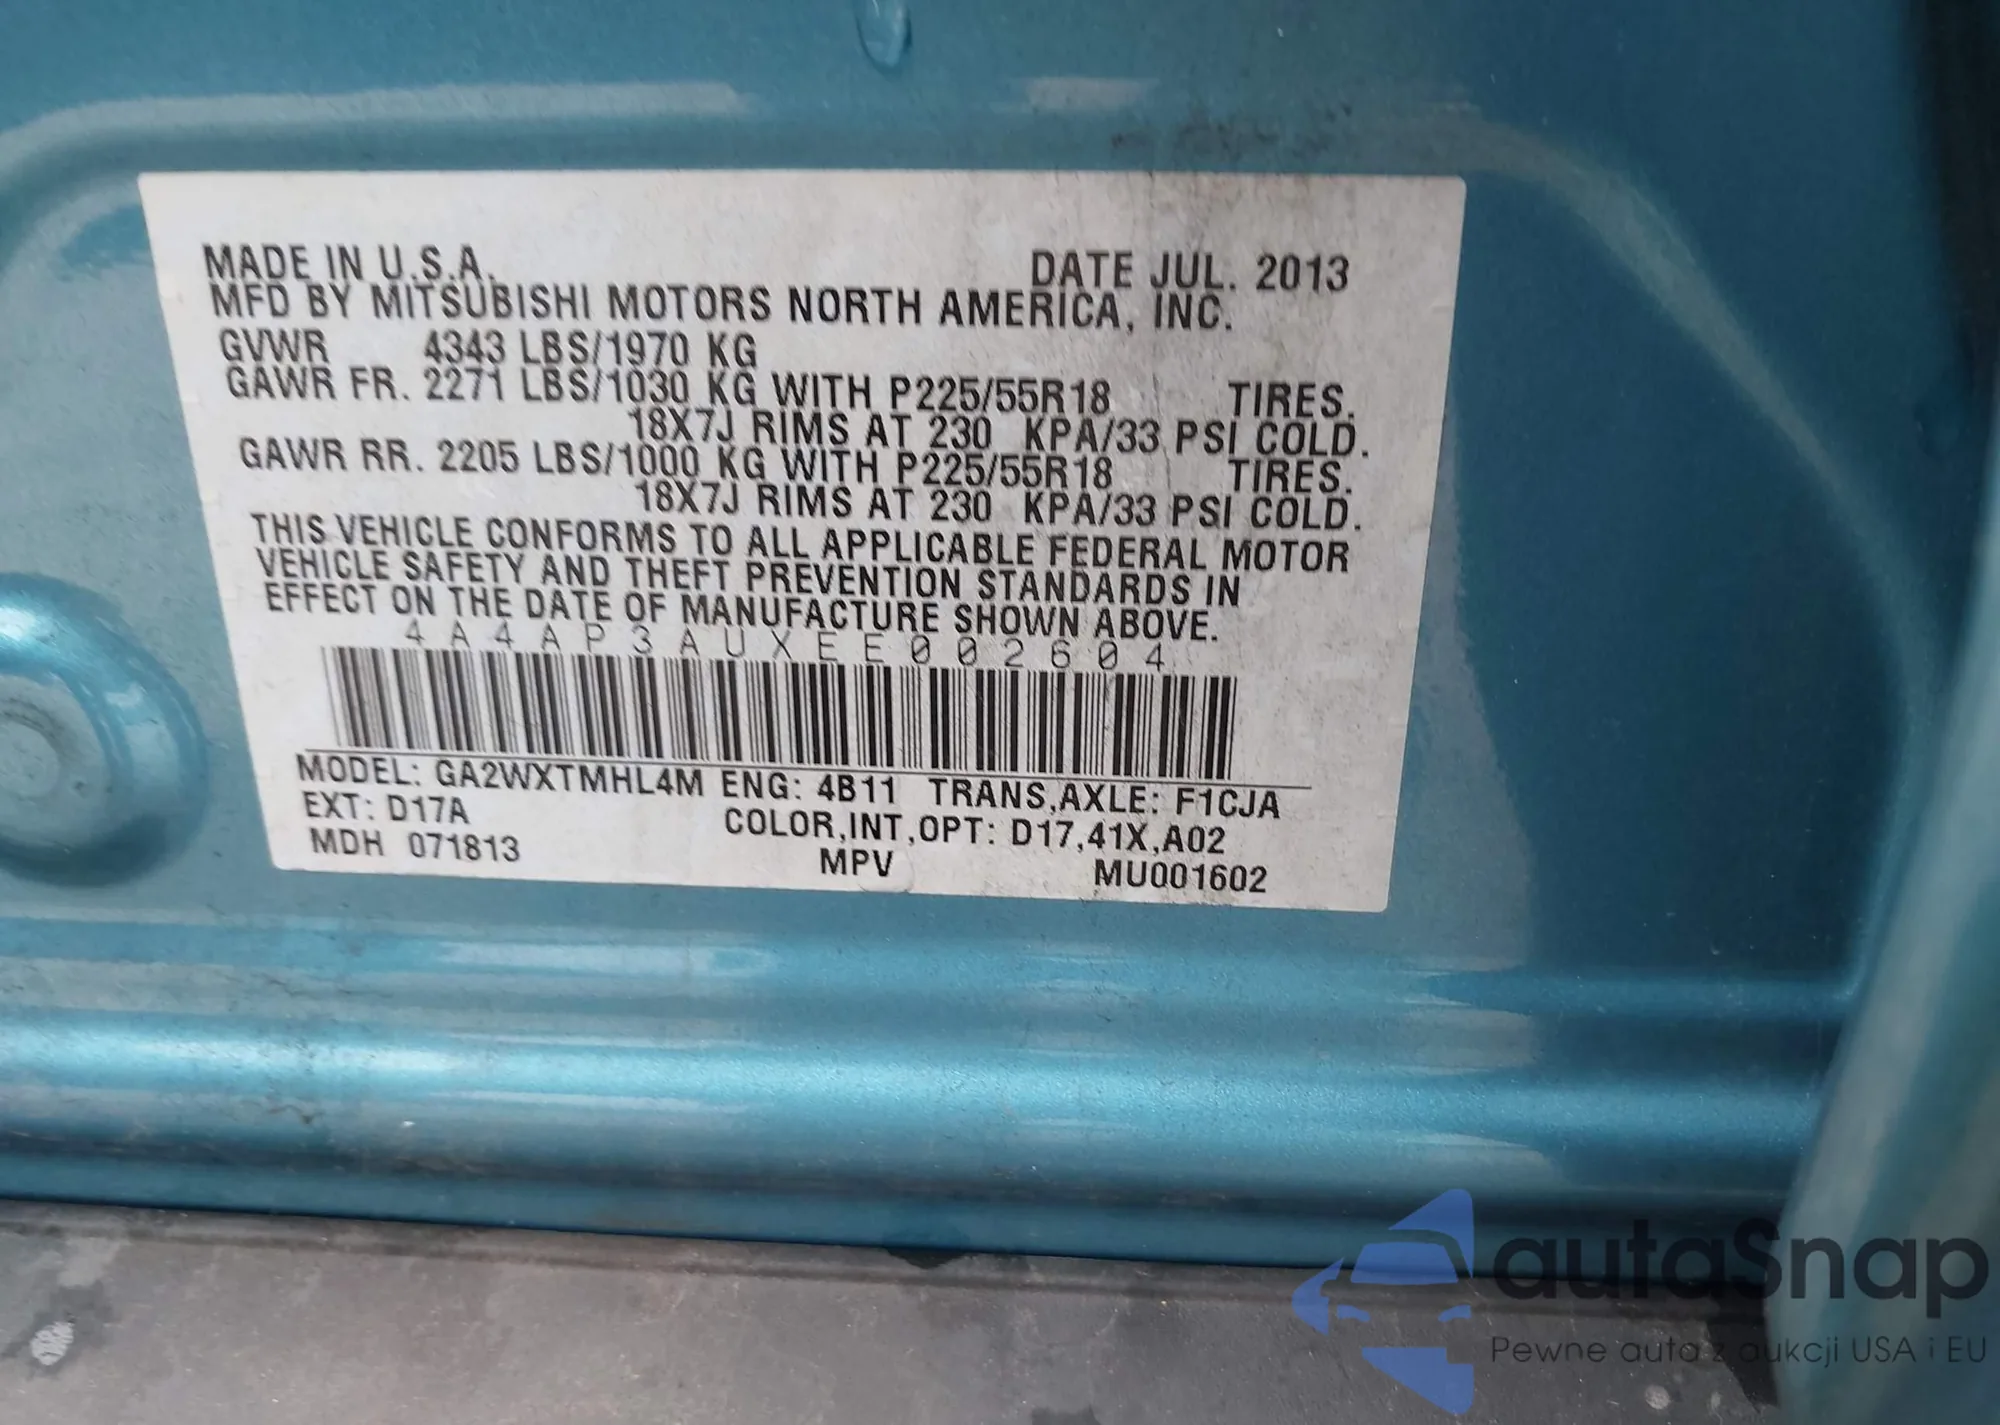 MADE IN U.S.A. DATE JUL. 2013
MFD BY MITSUBISHI MOTORS NORTH AMERICA, INC.
GVWR 4343 LBS/1970 KG
GAWR FR. 2271 LBS/1030 KG WITH P225/55R18 TIRES.
18X7J RIMS AT 230 KPA/33 PSI COLD.
GAWR RR. 2205 LBS/1000 KG WITH P225/55R18 TIRES.
18X7J RIMS AT 230 KPA/33 PSI COLD.
THIS VEHICLE CONFORMS TO ALL APPLICABLE FEDERAL MOTOR
VEHICLE SAFETY AND THEFT PREVENTION STANDARDS IN
EFFECT ON THE DATE OF MANUFACTURE SHOWN ABOVE.
4A4AP3AUXEE002604
MODEL: GA2WXTMHL4M ENG: 4B11 TRANS,AXLE: F1CJA
EXT: D17A COLOR,INT,OPT: D17,41X,A02
MDH 071813 MPV MU001602
autaSnap
Pewne auta z aukcji USA i EU